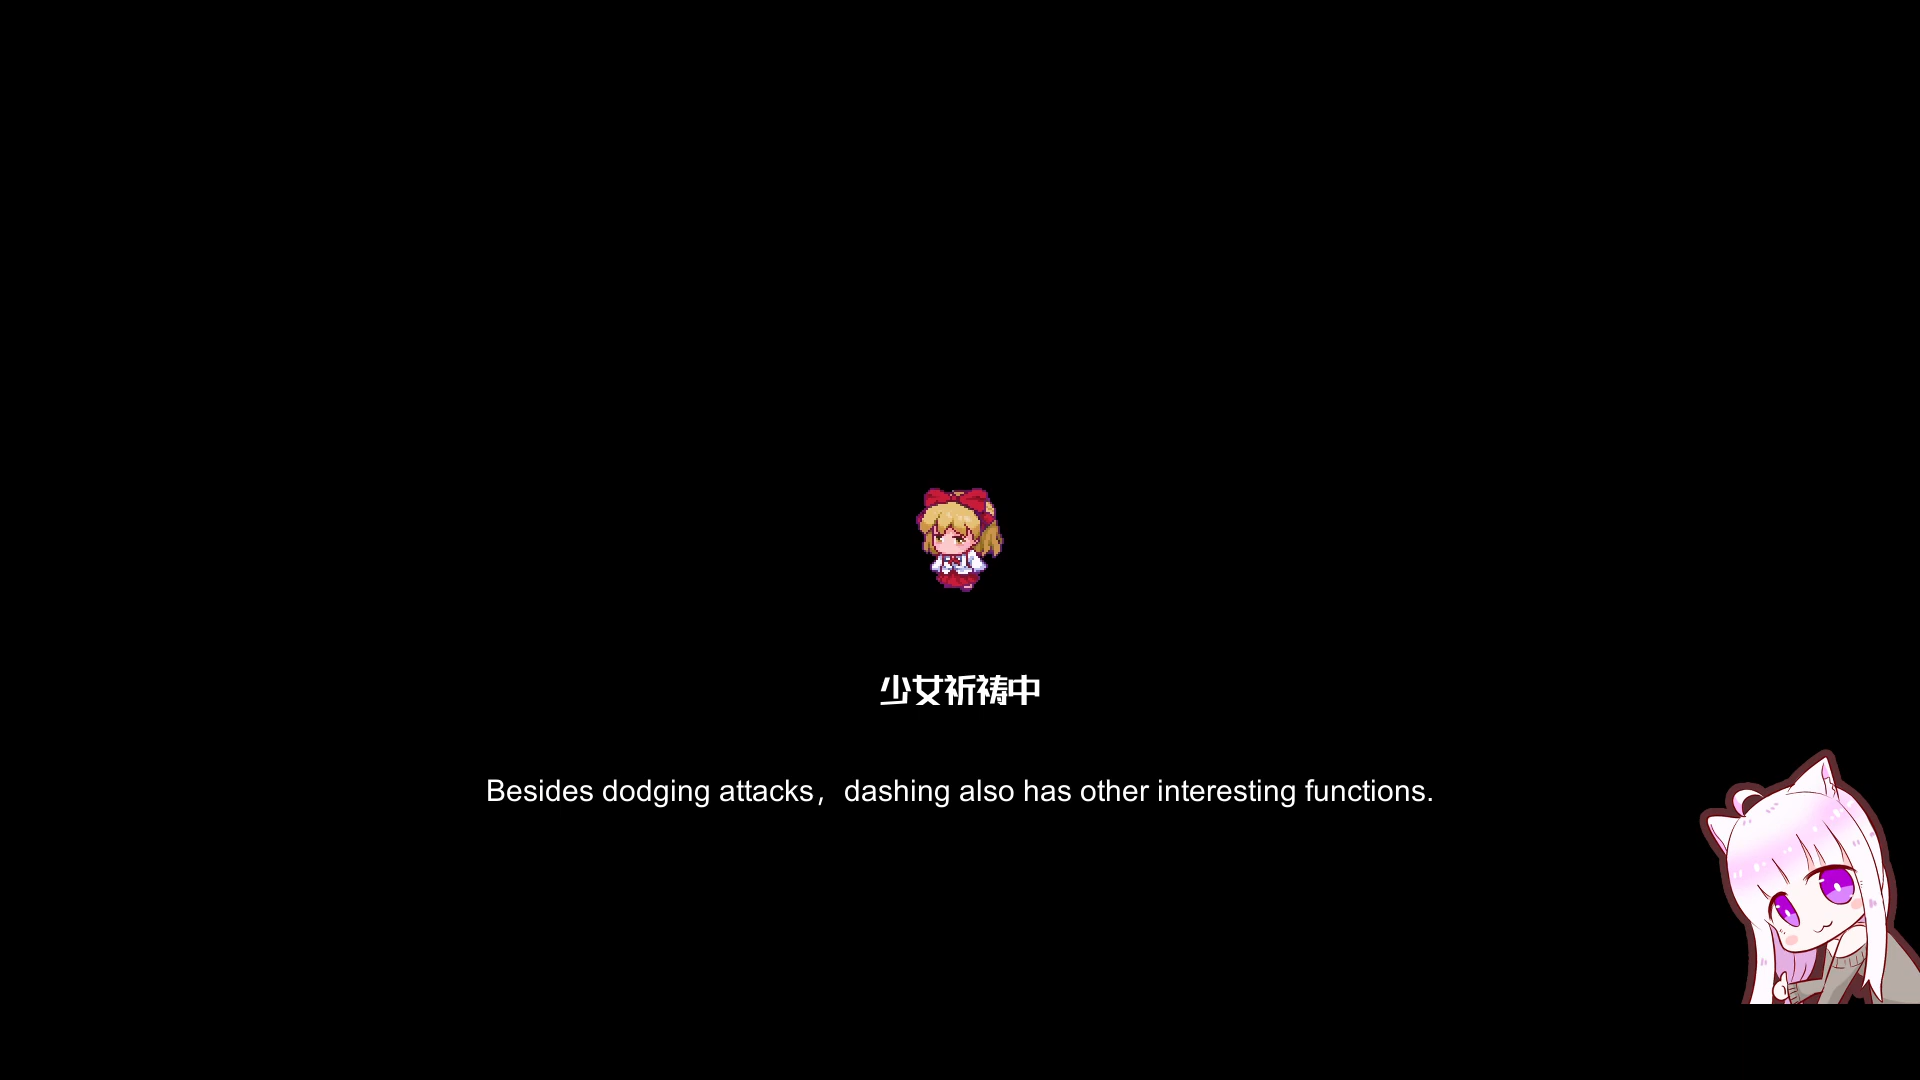 少女祈祷中
Besides dodging attacks，dashing also has other interesting functions.